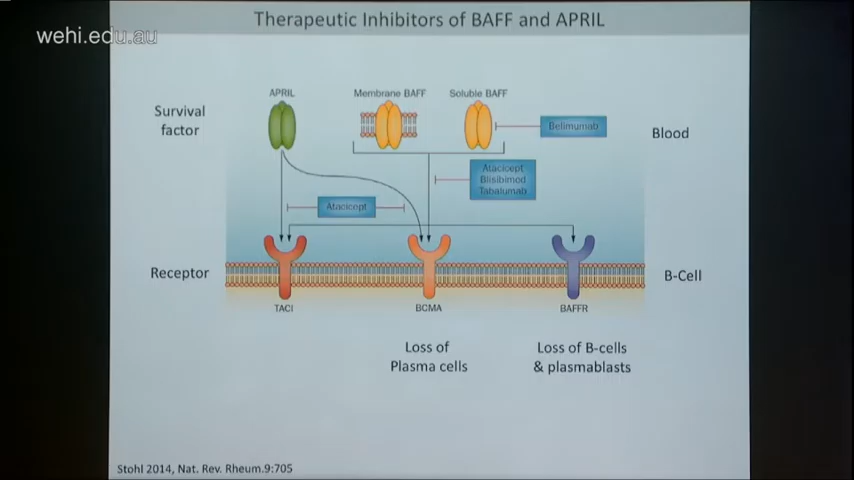 Therapeutic Inhibitors of BAFF and APRIL
wehi.edu.au
APRIL
Membrane BAFF
Soluble BAFF
Survival
factor
Belimumab
Blood
Atacicept
Blisibimod
Tabalumab
Atacicept
Receptor
B-Cell
TACI
BCMA
BAFFR
Loss of
Plasma cells
Loss of B-cells
& plasmablasts
Stohl 2014, Nat. Rev. Rheum.9:705